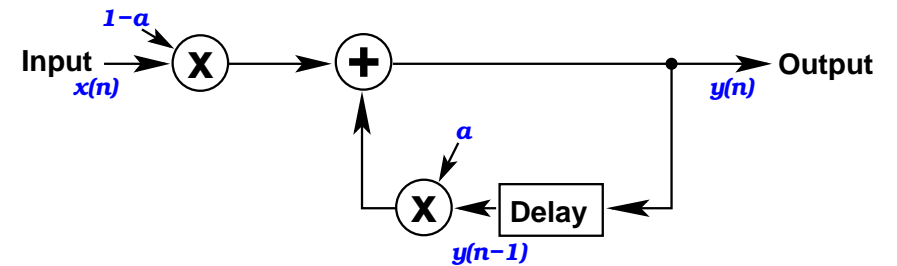 1−a
Input
x(n)
X
+
Output
y(n)
a
X
Delay
y(n−1)